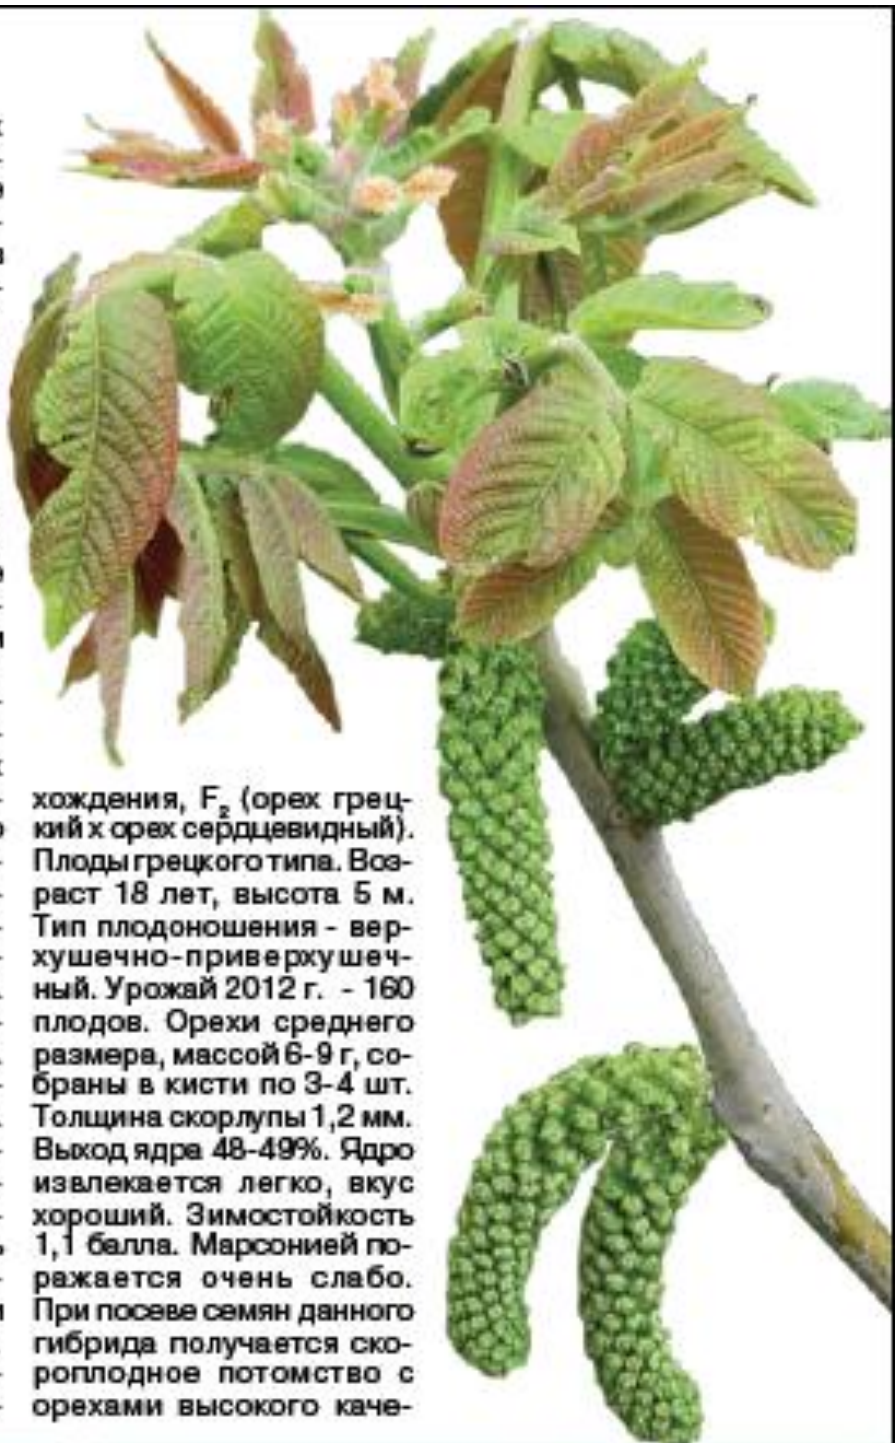 хождения, F₂ (орех грец-
кий х орех сердцевидный).
Плоды грецкого типа. Воз-
раст 18 лет, высота 5 м.
Тип плодоношения - вер-
хушечно-приверхушеч-
ный. Урожай 2012 г. - 160
плодов. Орехи среднего
размера, массой 6-9 г, со-
браны в кисти по 3-4 шт.
Толщина скорлупы 1,2 мм.
Выход ядра 48-49%. Ядро
извлекается легко, вкус
хороший. Зимостойкость
1,1 балла. Марсонией по-
ражается очень слабо.
При посеве семян данного
гибрида получается ско-
роплодное потомство с
орехами высокого каче-